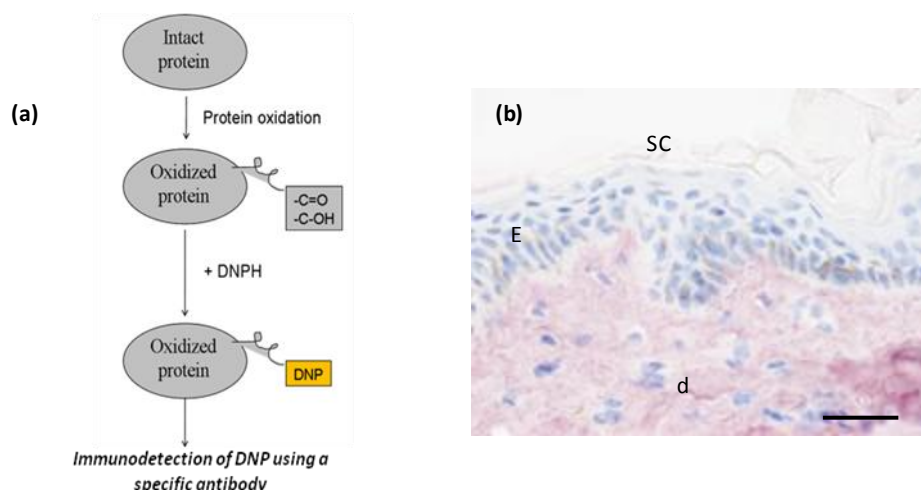 (a)
Intact
protein
Protein oxidation
Oxidized
protein
-C=O
-C-OH
+ DNPH
Oxidized
protein
DNP
Immunodetection of DNP using a
specific antibody
(b)
SC
E
d